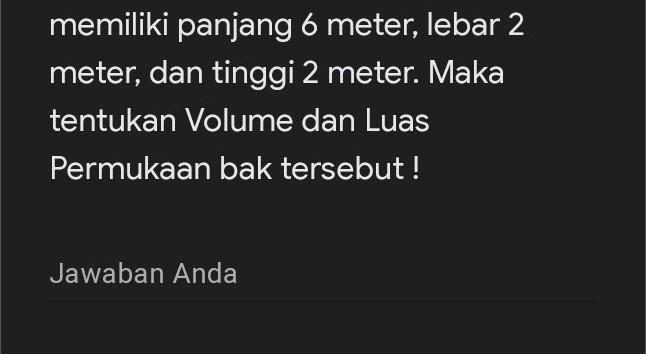 memiliki panjang 6 meter, lebar 2
meter, dan tinggi 2 meter. Maka
tentukan Volume dan Luas
Permukaan bak tersebut !
Jawaban Anda